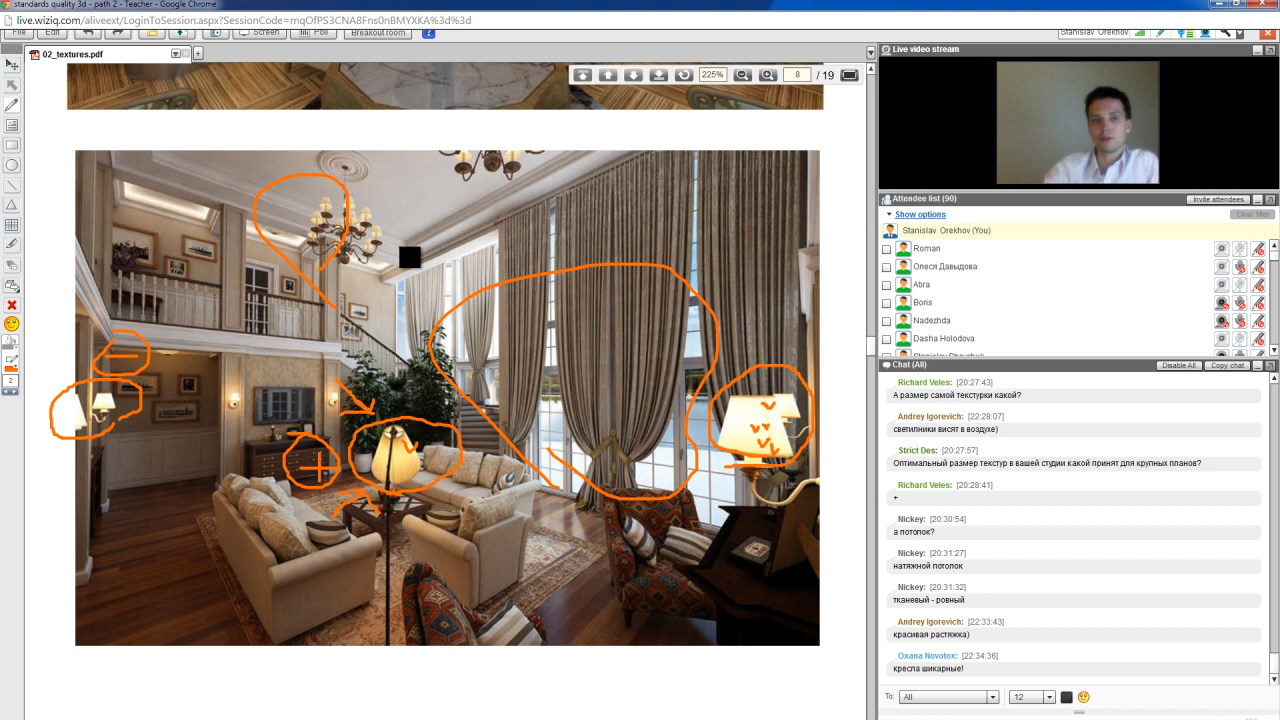 standards quality 3d - path 2 - Teacher - Google Chrome
live.wiziq.com/aliveext/LoginToSession.aspx?SessionCode=mqOfPS3CNA8Fns0nBMYXKA%3d%3d
File Edit Screen Poll Breakout room ? Stanislav Orekhov
02_textures.pdf
225% 8 / 19
2
Live video stream
Attendee list (90) Invite attendees
Show options Clear filter
Stanislav Orekhov (You)
Roman
Олеся Давыдова
Abra
Boris
Nadezhda
Dasha Holodova
Chat (All) Disable All Copy chat
Richard Veles: [20:27:43]
А размер самой текстурки какой?
Andrey Igorevich: [22:28:07]
светипники висят в воздухе)
Strict Des: [20:27:57]
Оптимальный размер текстур в вашей студии какой принят для крупных планов?
Richard Veles: [20:28:41]
+
Nickey: [20:30:54]
а потопок?
Nickey: [20:31:27]
натяжной потопок
Nickey: [20:31:32]
тканевый - ровный
Andrey Igorevich: [22:33:43]
красивая растяжка)
Oxana Novotox: [22:34:36]
кресла шикарные!
To: All 12